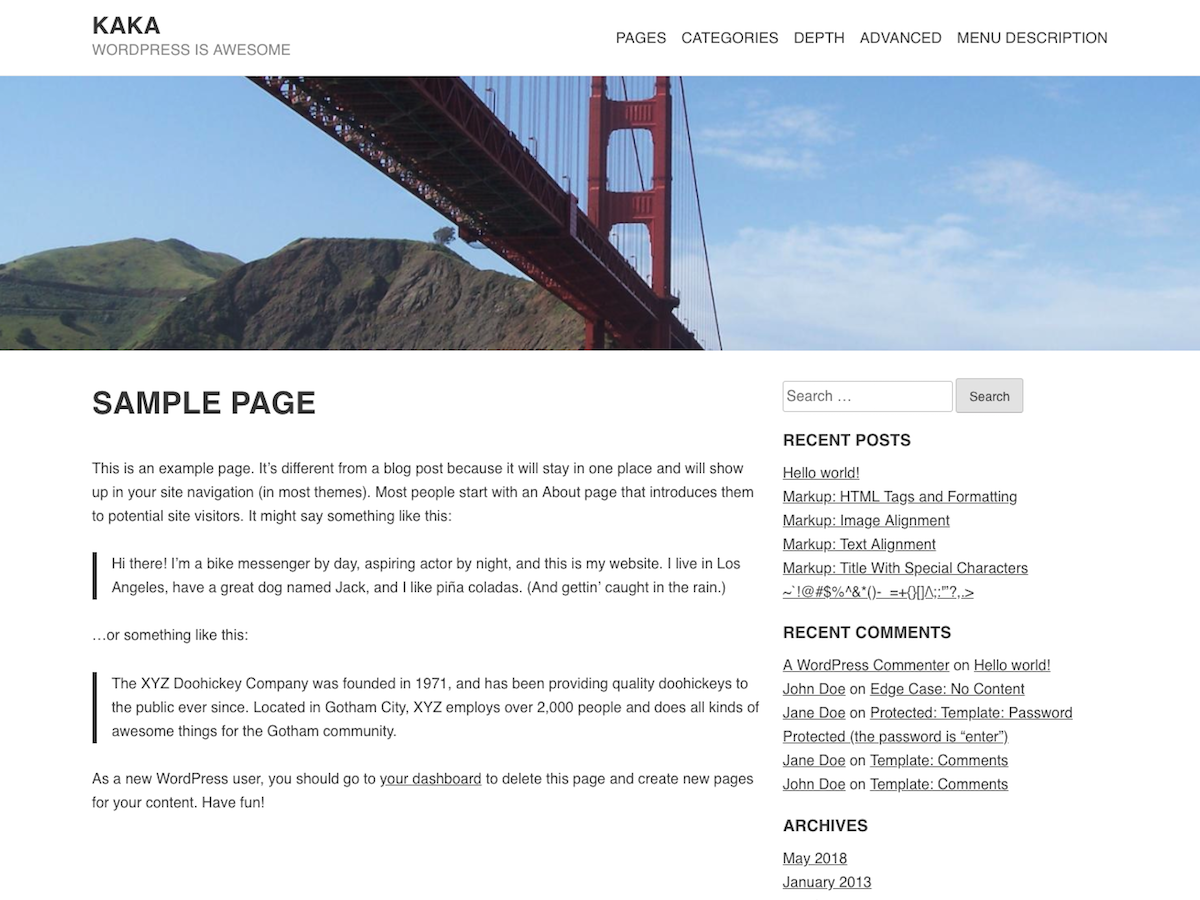 KAKA
WORDPRESS IS AWESOME
PAGES CATEGORIES DEPTH ADVANCED MENU DESCRIPTION
SAMPLE PAGE
This is an example page. It’s different from a blog post because it will stay in one place and will show
up in your site navigation (in most themes). Most people start with an About page that introduces them
to potential site visitors. It might say something like this:
Hi there! I’m a bike messenger by day, aspiring actor by night, and this is my website. I live in Los
Angeles, have a great dog named Jack, and I like piña coladas. (And gettin’ caught in the rain.)
…or something like this:
The XYZ Doohickey Company was founded in 1971, and has been providing quality doohickeys to
the public ever since. Located in Gotham City, XYZ employs over 2,000 people and does all kinds of
awesome things for the Gotham community.
As a new WordPress user, you should go to your dashboard to delete this page and create new pages
for your content. Have fun!
Search …
Search
RECENT POSTS
Hello world!
Markup: HTML Tags and Formatting
Markup: Image Alignment
Markup: Text Alignment
Markup: Title With Special Characters
~`!@#$%^&*()-_=+{}[]/\;:'”?,.>
RECENT COMMENTS
A WordPress Commenter on Hello world!
John Doe on Edge Case: No Content
Jane Doe on Protected: Template: Password
Protected (the password is “enter”)
Jane Doe on Template: Comments
John Doe on Template: Comments
ARCHIVES
May 2018
January 2013